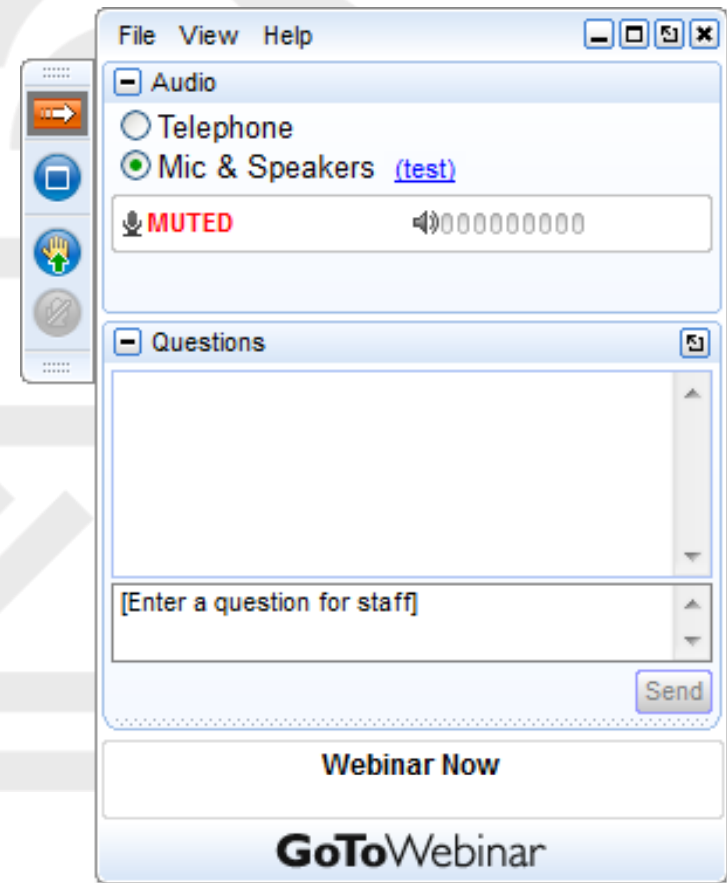 File View Help
Audio
Telephone
Mic & Speakers (test)
MUTED
Questions
[Enter a question for staff]
Send
Webinar Now
GoToWebinar